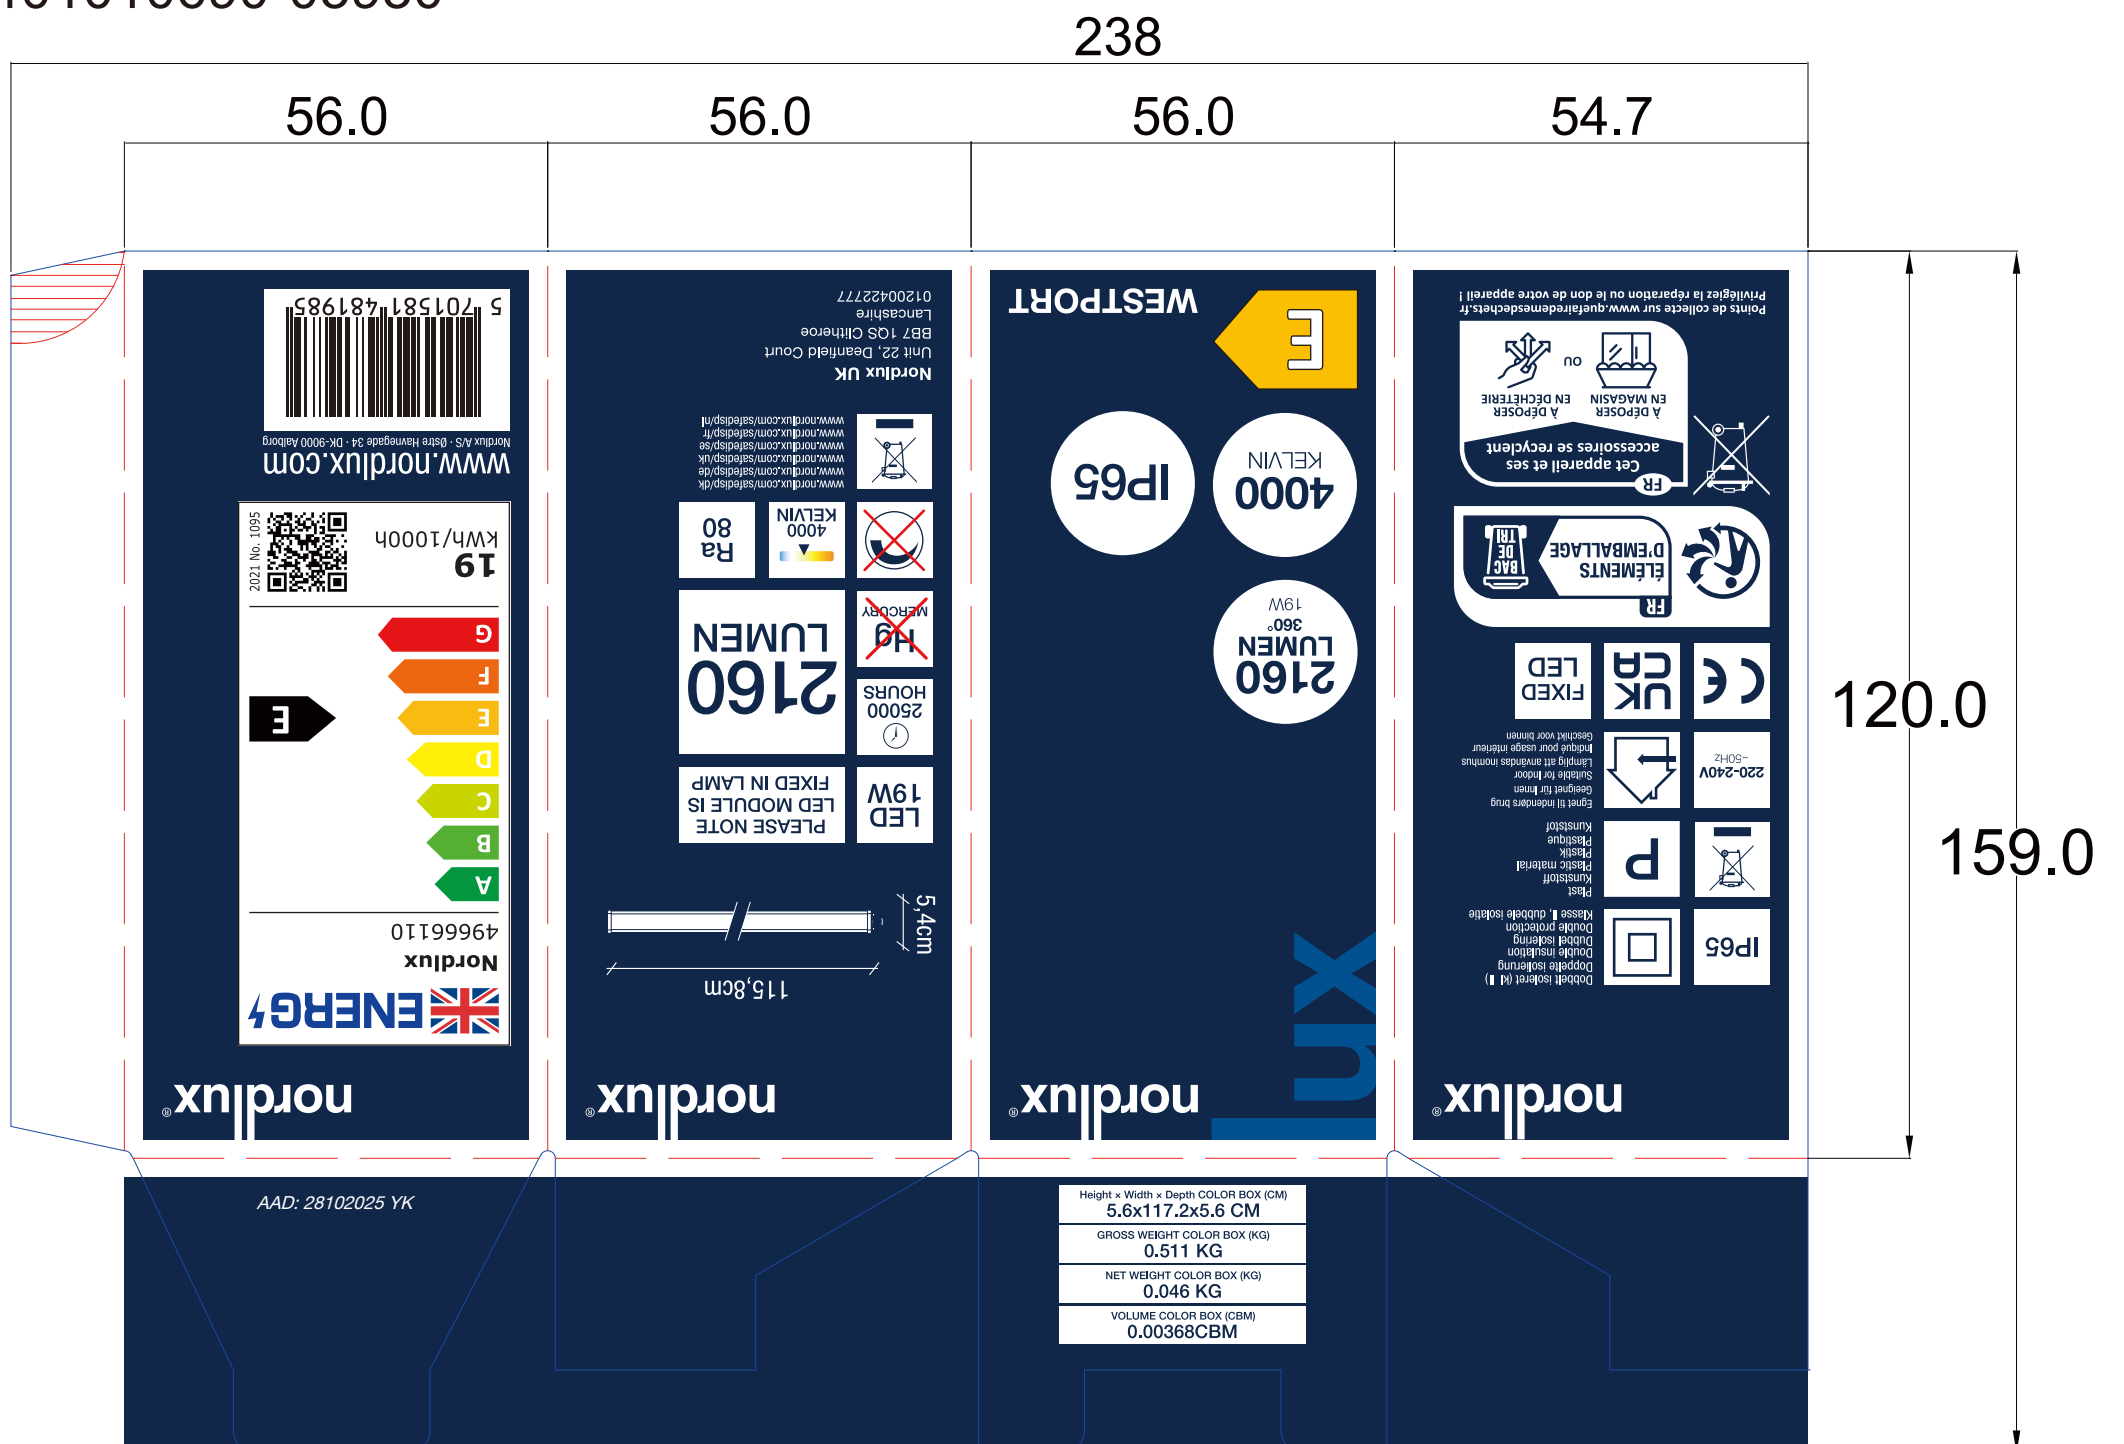 238
56.0
56.0
56.0
54.7
120.0
159.0
nordlux®
ENERG
Nordlux
49666110
A
B
C
D
E
F
G
E
19
kWh/1000h
2021 No. 1095
www.nordlux.com
Nordlux A/S · Østre Havnegade 34 · DK-9000 Aalborg
5 701581 481985
nordlux®
115,8cm
5,4cm
LED
19W
PLEASE NOTE
LED MODULE IS
FIXED IN LAMP
25000
HOURS
2160
LUMEN
Hg
MERCURY
4000
KELVIN
Ra
80
www.nordlux.com/safedisp/dk
www.nordlux.com/safedisp/de
www.nordlux.com/safedisp/uk
www.nordlux.com/safedisp/se
www.nordlux.com/safedisp/fr
www.nordlux.com/safedisp/nl
Nordlux UK
Unit 22, Deanfield Court
BB7 1QS Clitheroe
Lancashire
01200422777
nordlux®
lux
2160
LUMEN
360°
19W
4000
KELVIN
IP65
E
WESTPORT
nordlux®
IP65
Dobbelt isoleret (kl II)
Doppelte isolierung
Double insulation
Dubbel isolering
Double protection
Klasse II, dubbele isolatie
P
Plast
Kunststoff
Plastic material
Plastik
Plastique
Kunststof
220-240V
~50Hz
Egnet til indendørs brug
Geeignet für Innen
Suitable for Indoor
Lämplig att användas inomhus
Indiqué pour usage intérieur
Geschikt voor binnen
CE
UK
CA
FIXED
LED
FR
ÉLÉMENTS
D'EMBALLAGE
BAC
DE
TRI
FR
Cet appareil et ses
accessoires se recyclent
À DÉPOSER
EN MAGASIN
OU
À DÉPOSER
EN DÉCHÈTERIE
Points de collecte sur www.quefairedemesdechets.fr
Privilégiez la réparation ou le don de votre appareil !
AAD: 28102025 YK
Height × Width × Depth COLOR BOX (CM)
5.6x117.2x5.6 CM
GROSS WEIGHT COLOR BOX (KG)
0.511 KG
NET WEIGHT COLOR BOX (KG)
0.046 KG
VOLUME COLOR BOX (CBM)
0.00368CBM